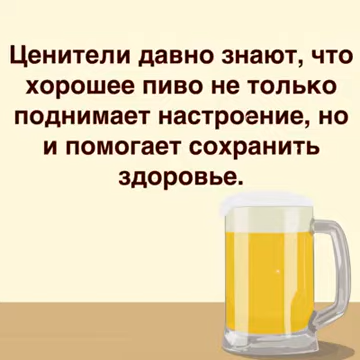 Ценители давно знают, что
хорошее пиво не только
поднимает настроение, но
и помогает сохранить
здоровье.